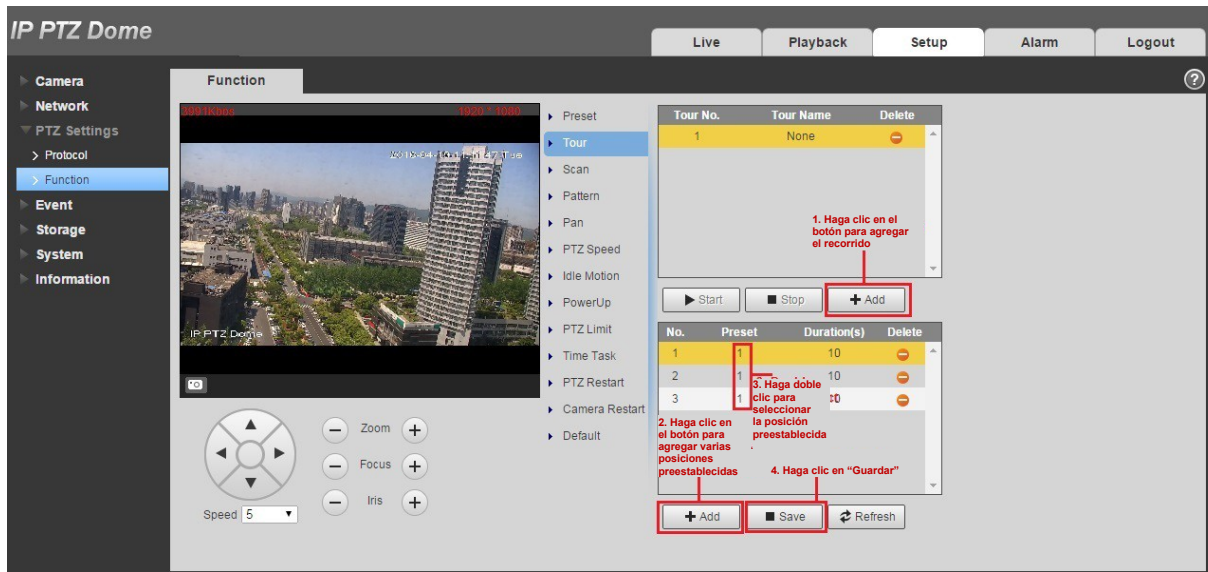 IP PTZ Dome
Live
Playback
Setup
Alarm
Logout
Camera
Network
PTZ Settings
Protocol
Function
Event
Storage
System
Information
Function
?
3991Kbps
1920 * 1080
IP PTZ Dome
Speed 5
Zoom
Focus
Iris
Preset
Tour
Scan
Pattern
Pan
PTZ Speed
Idle Motion
PowerUp
PTZ Limit
Time Task
PTZ Restart
Camera Restart
Default
Tour No. Tour Name Delete
1 None
1. Haga clic en el
botón para agregar
el recorrido
Start
Stop
Add
No. Preset Duration(s) Delete
1 1 10
2 1 10
3 1
3. Haga doble
clic para
seleccionar
la posición
preestablecida
.
2. Haga clic en
el botón para
agregar varias
posiciones
preestablecidas
4. Haga clic en “Guardar”
Add
Save
Refresh